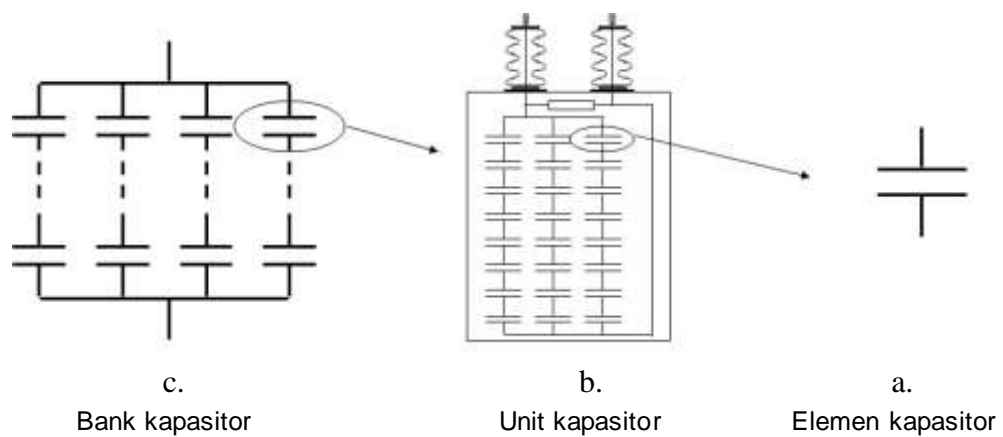 c.
b.
a.
Bank kapasitor
Unit kapasitor
Elemen kapasitor